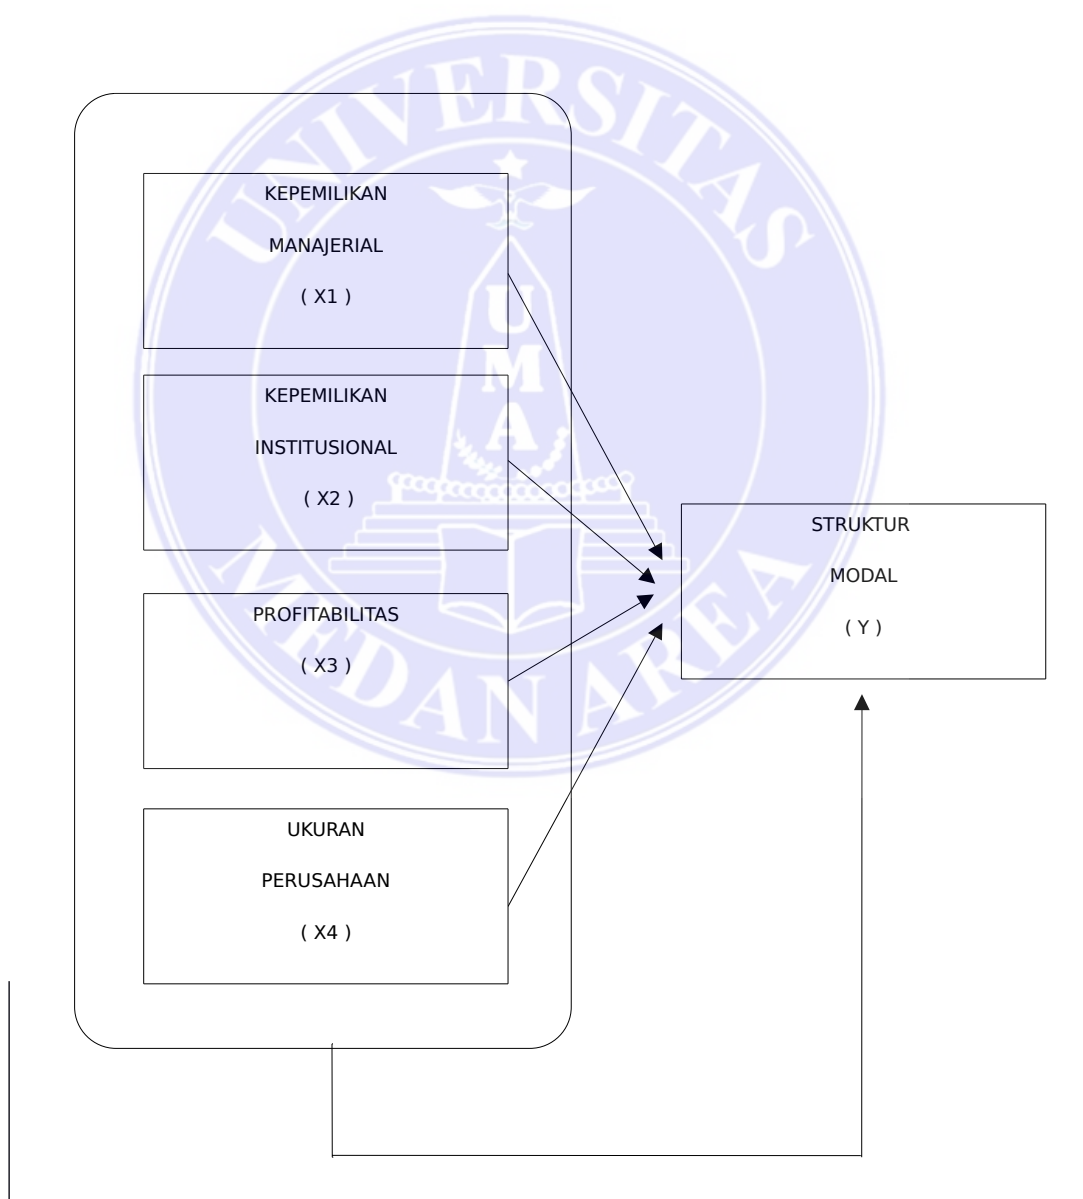 UNIVERSITAS
KEPEMILIKAN
MANAJERIAL
( X1 )
U
M
A
KEPEMILIKAN
INSTITUSIONAL
( X2 )
STRUKTUR
MODAL
( Y )
PROFITABILITAS
( X3 )
MEDAN AREA
UKURAN
PERUSAHAAN
( X4 )